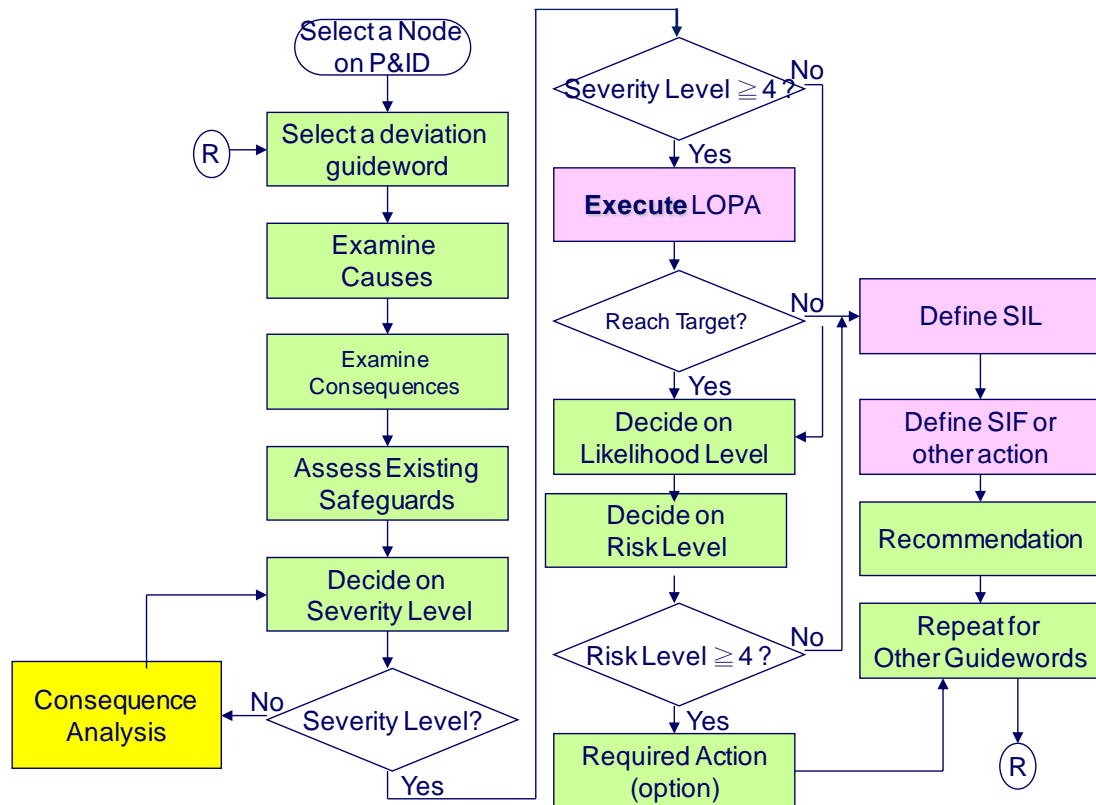 Select a Node
on P&ID
R
Select a deviation
guideword
Examine
Causes
Examine
Consequences
Assess Existing
Safeguards
Decide on
Severity Level
Consequence
Analysis
No
Severity Level?
Yes
Severity Level ≧ 4 ?
No
Yes
Execute LOPA
Reach Target?
No
Yes
Decide on
Likelihood Level
Decide on
Risk Level
Risk Level ≧ 4 ?
No
Yes
Required Action
(option)
Define SIL
Define SIF or
other action
Recommendation
Repeat for
Other Guidewords
R